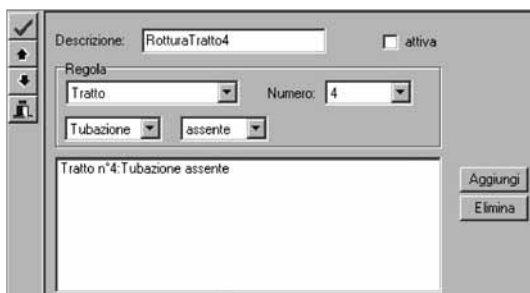 Descrizione: RotturaTratto4 attiva
Regola
Tratto Numero: 4
Tubazione assente
Tratto n°4:Tubazione assente
Aggiungi
Elimina